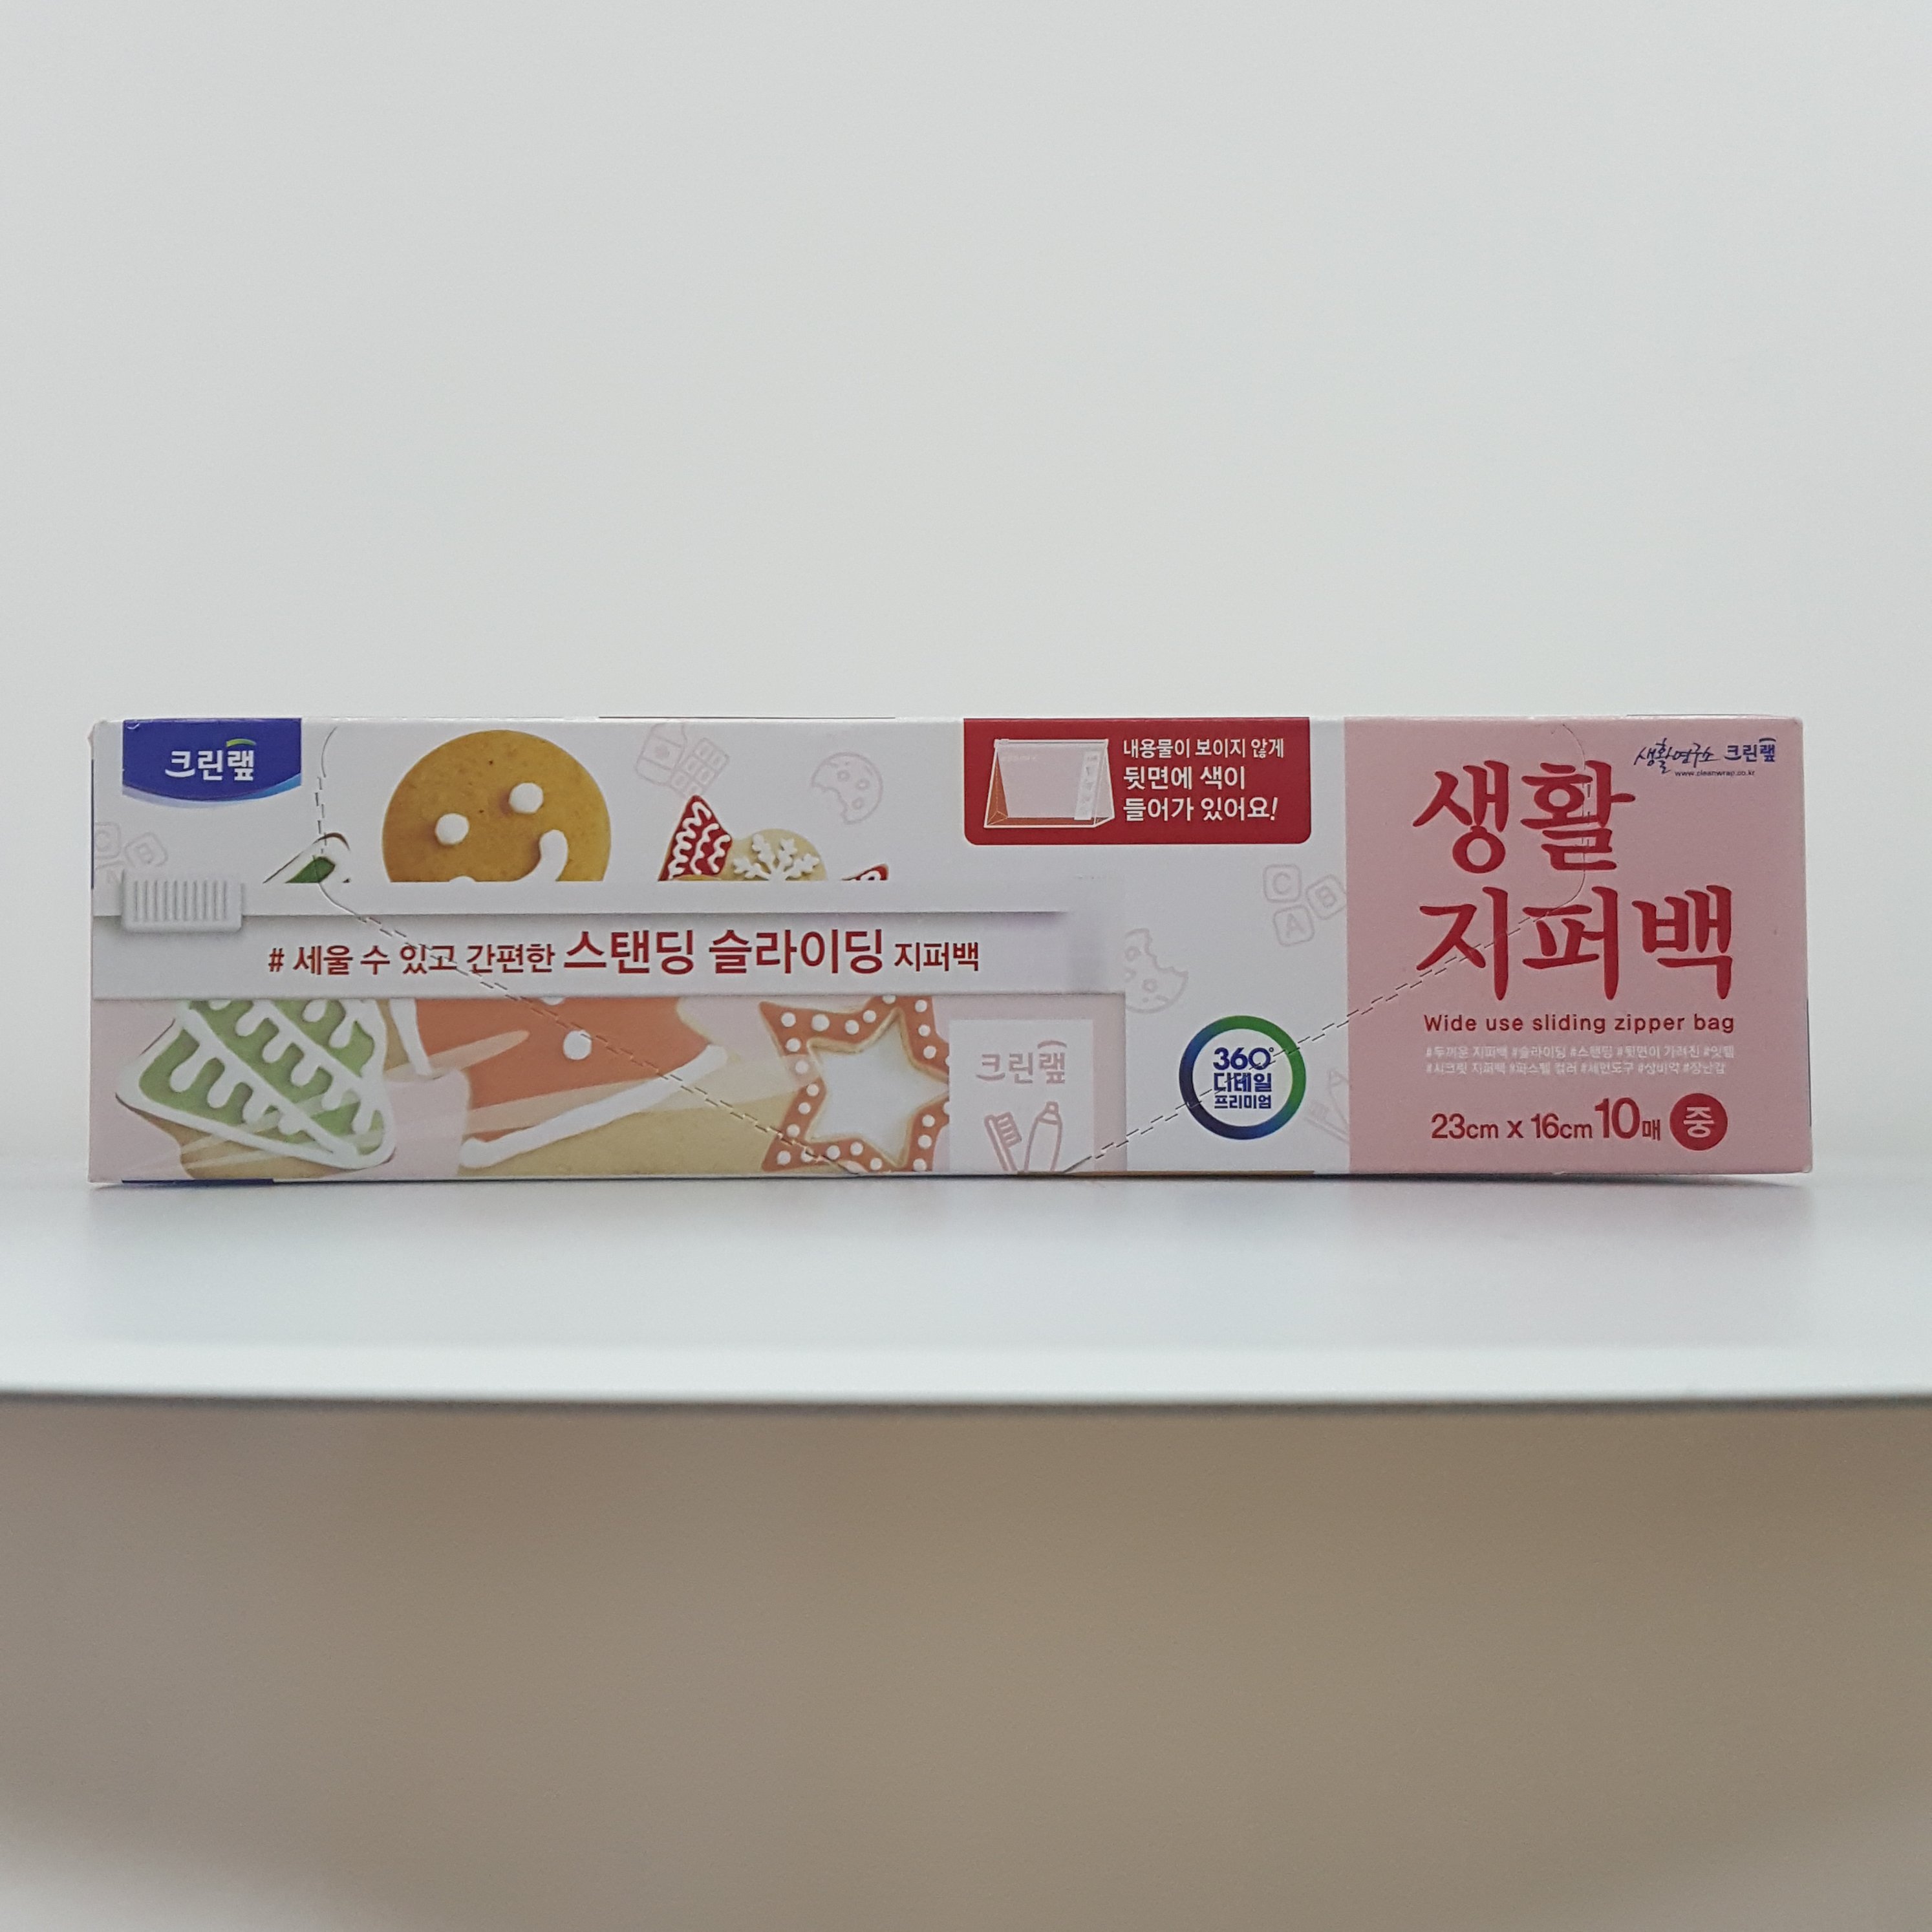 크린랲
내용물이 보이지 않게
뒷면에 색이
들어가 있어요!
# 세울 수 있고 간편한 스탠딩 슬라이딩 지퍼백
크린랲
360°
디테일
프리미엄
생활연구소 크린랲
www.cleanwrap.co.kr
생활
지퍼백
Wide use sliding zipper bag
#두꺼운 지퍼백 #슬라이딩 #스탠딩 #뒷면이 가려진 #잇템
#시크릿 지퍼백 #파스텔 컬러 #세면도구 #상비약 #장난감
23cm x 16cm 10매 중
C B A